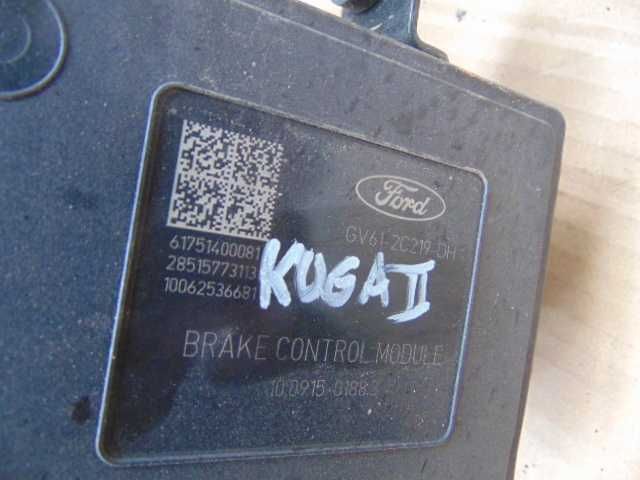 Ford
GV61-2C219-DH
61751400081
28515773113
10062536681
KUGA II
BRAKE CONTROL MODULE
10.0915-0188.3